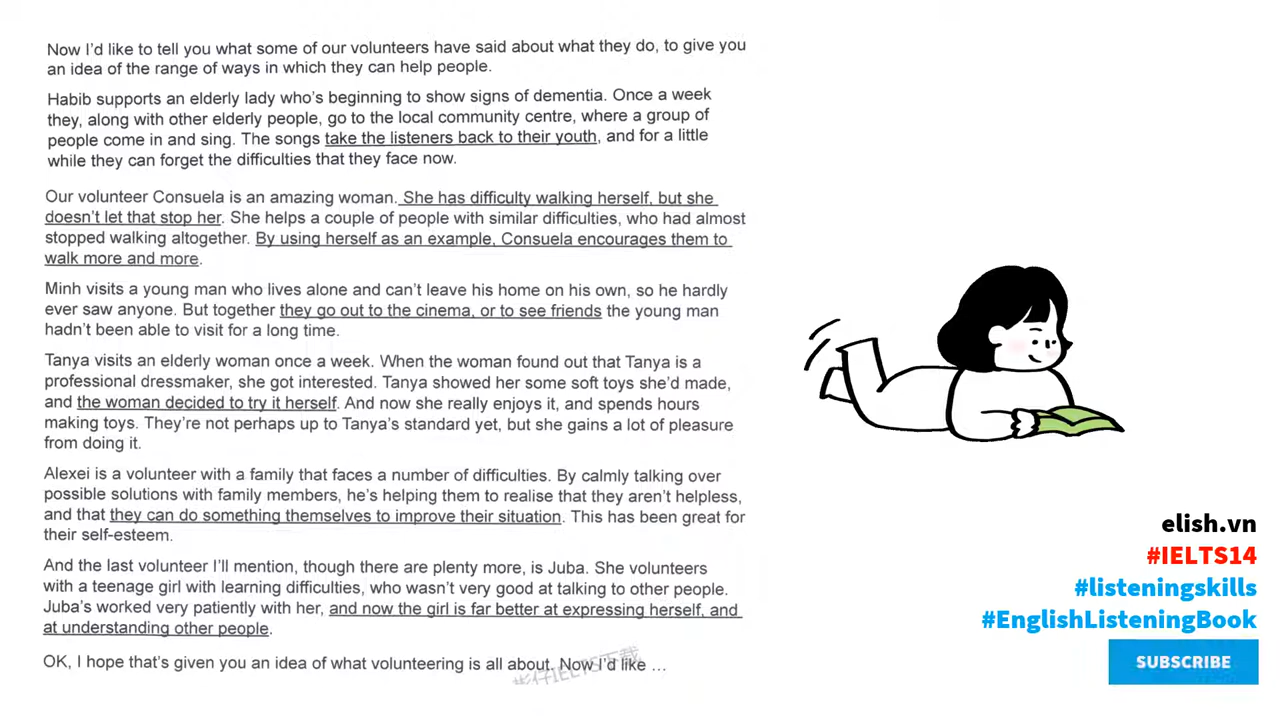 Now I'd like to tell you what some of our volunteers have said about what they do, to give you
an idea of the range of ways in which they can help people.
Habib supports an elderly lady who's beginning to show signs of dementia. Once a week
they, along with other elderly people, go to the local community centre, where a group of
people come in and sing. The songs take the listeners back to their youth, and for a little
while they can forget the difficulties that they face now.
Our volunteer Consuela is an amazing woman. She has difficulty walking herself, but she
doesn't let that stop her. She helps a couple of people with similar difficulties, who had almost
stopped walking altogether. By using herself as an example, Consuela encourages them to
walk more and more.
Minh visits a young man who lives alone and can't leave his home on his own, so he hardly
ever saw anyone. But together they go out to the cinema, or to see friends the young man
hadn't been able to visit for a long time.
Tanya visits an elderly woman once a week. When the woman found out that Tanya is a
professional dressmaker, she got interested. Tanya showed her some soft toys she'd made,
and the woman decided to try it herself. And now she really enjoys it, and spends hours
making toys. They're not perhaps up to Tanya's standard yet, but she gains a lot of pleasure
from doing it.
Alexei is a volunteer with a family that faces a number of difficulties. By calmly talking over
possible solutions with family members, he's helping them to realise that they aren't helpless,
and that they can do something themselves to improve their situation. This has been great for
their self-esteem.
And the last volunteer I'll mention, though there are plenty more, is Juba. She volunteers
with a teenage girl with learning difficulties, who wasn't very good at talking to other people.
Juba's worked very patiently with her, and now the girl is far better at expressing herself, and
at understanding other people.
OK, I hope that's given you an idea of what volunteering is all about. Now I'd like …
仔IELTS下载
elish.vn
#IELTS14
#listeningskills
#EnglishListeningBook
SUBSCRIBE